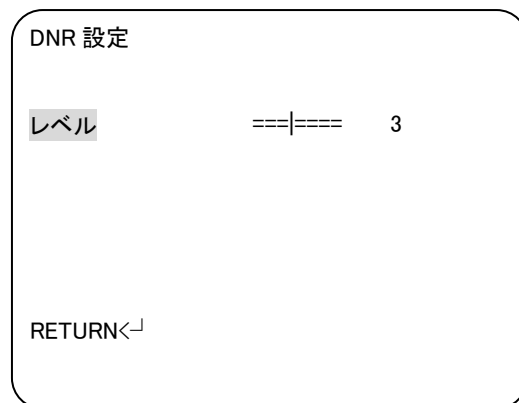 DNR 設定
レベル ===|==== 3
RETURN<┘